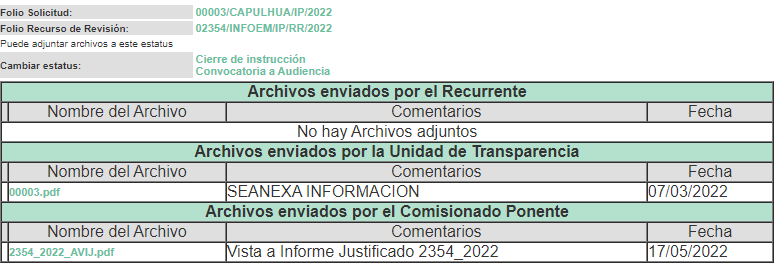 Folio Solicitud: 00003/CAPULHUA/IP/2022
Folio Recurso de Revisión: 02354/INFOEM/IP/RR/2022
Puede adjuntar archivos a este estatus
Cambiar estatus: Cierre de instrucción
Convocatoria a Audiencia
Archivos enviados por el Recurrente
Nombre del Archivo Comentarios Fecha
No hay Archivos adjuntos
Archivos enviados por la Unidad de Transparencia
Nombre del Archivo Comentarios Fecha
00003.pdf SEANEXA INFORMACION 07/03/2022
Archivos enviados por el Comisionado Ponente
Nombre del Archivo Comentarios Fecha
2354_2022_AVIJ.pdf Vista a Informe Justificado 2354_2022 17/05/2022